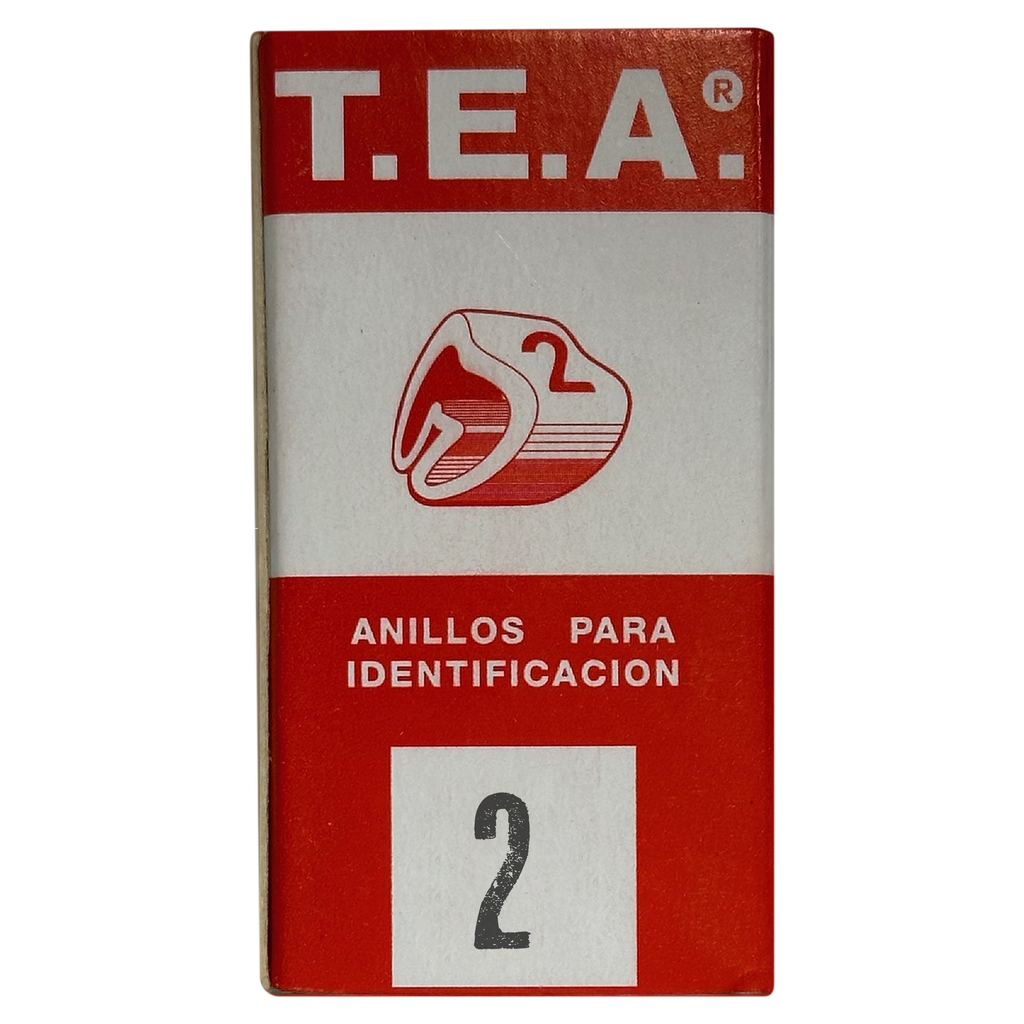 T.E.A.®
2
ANILLOS PARA
IDENTIFICACION
2